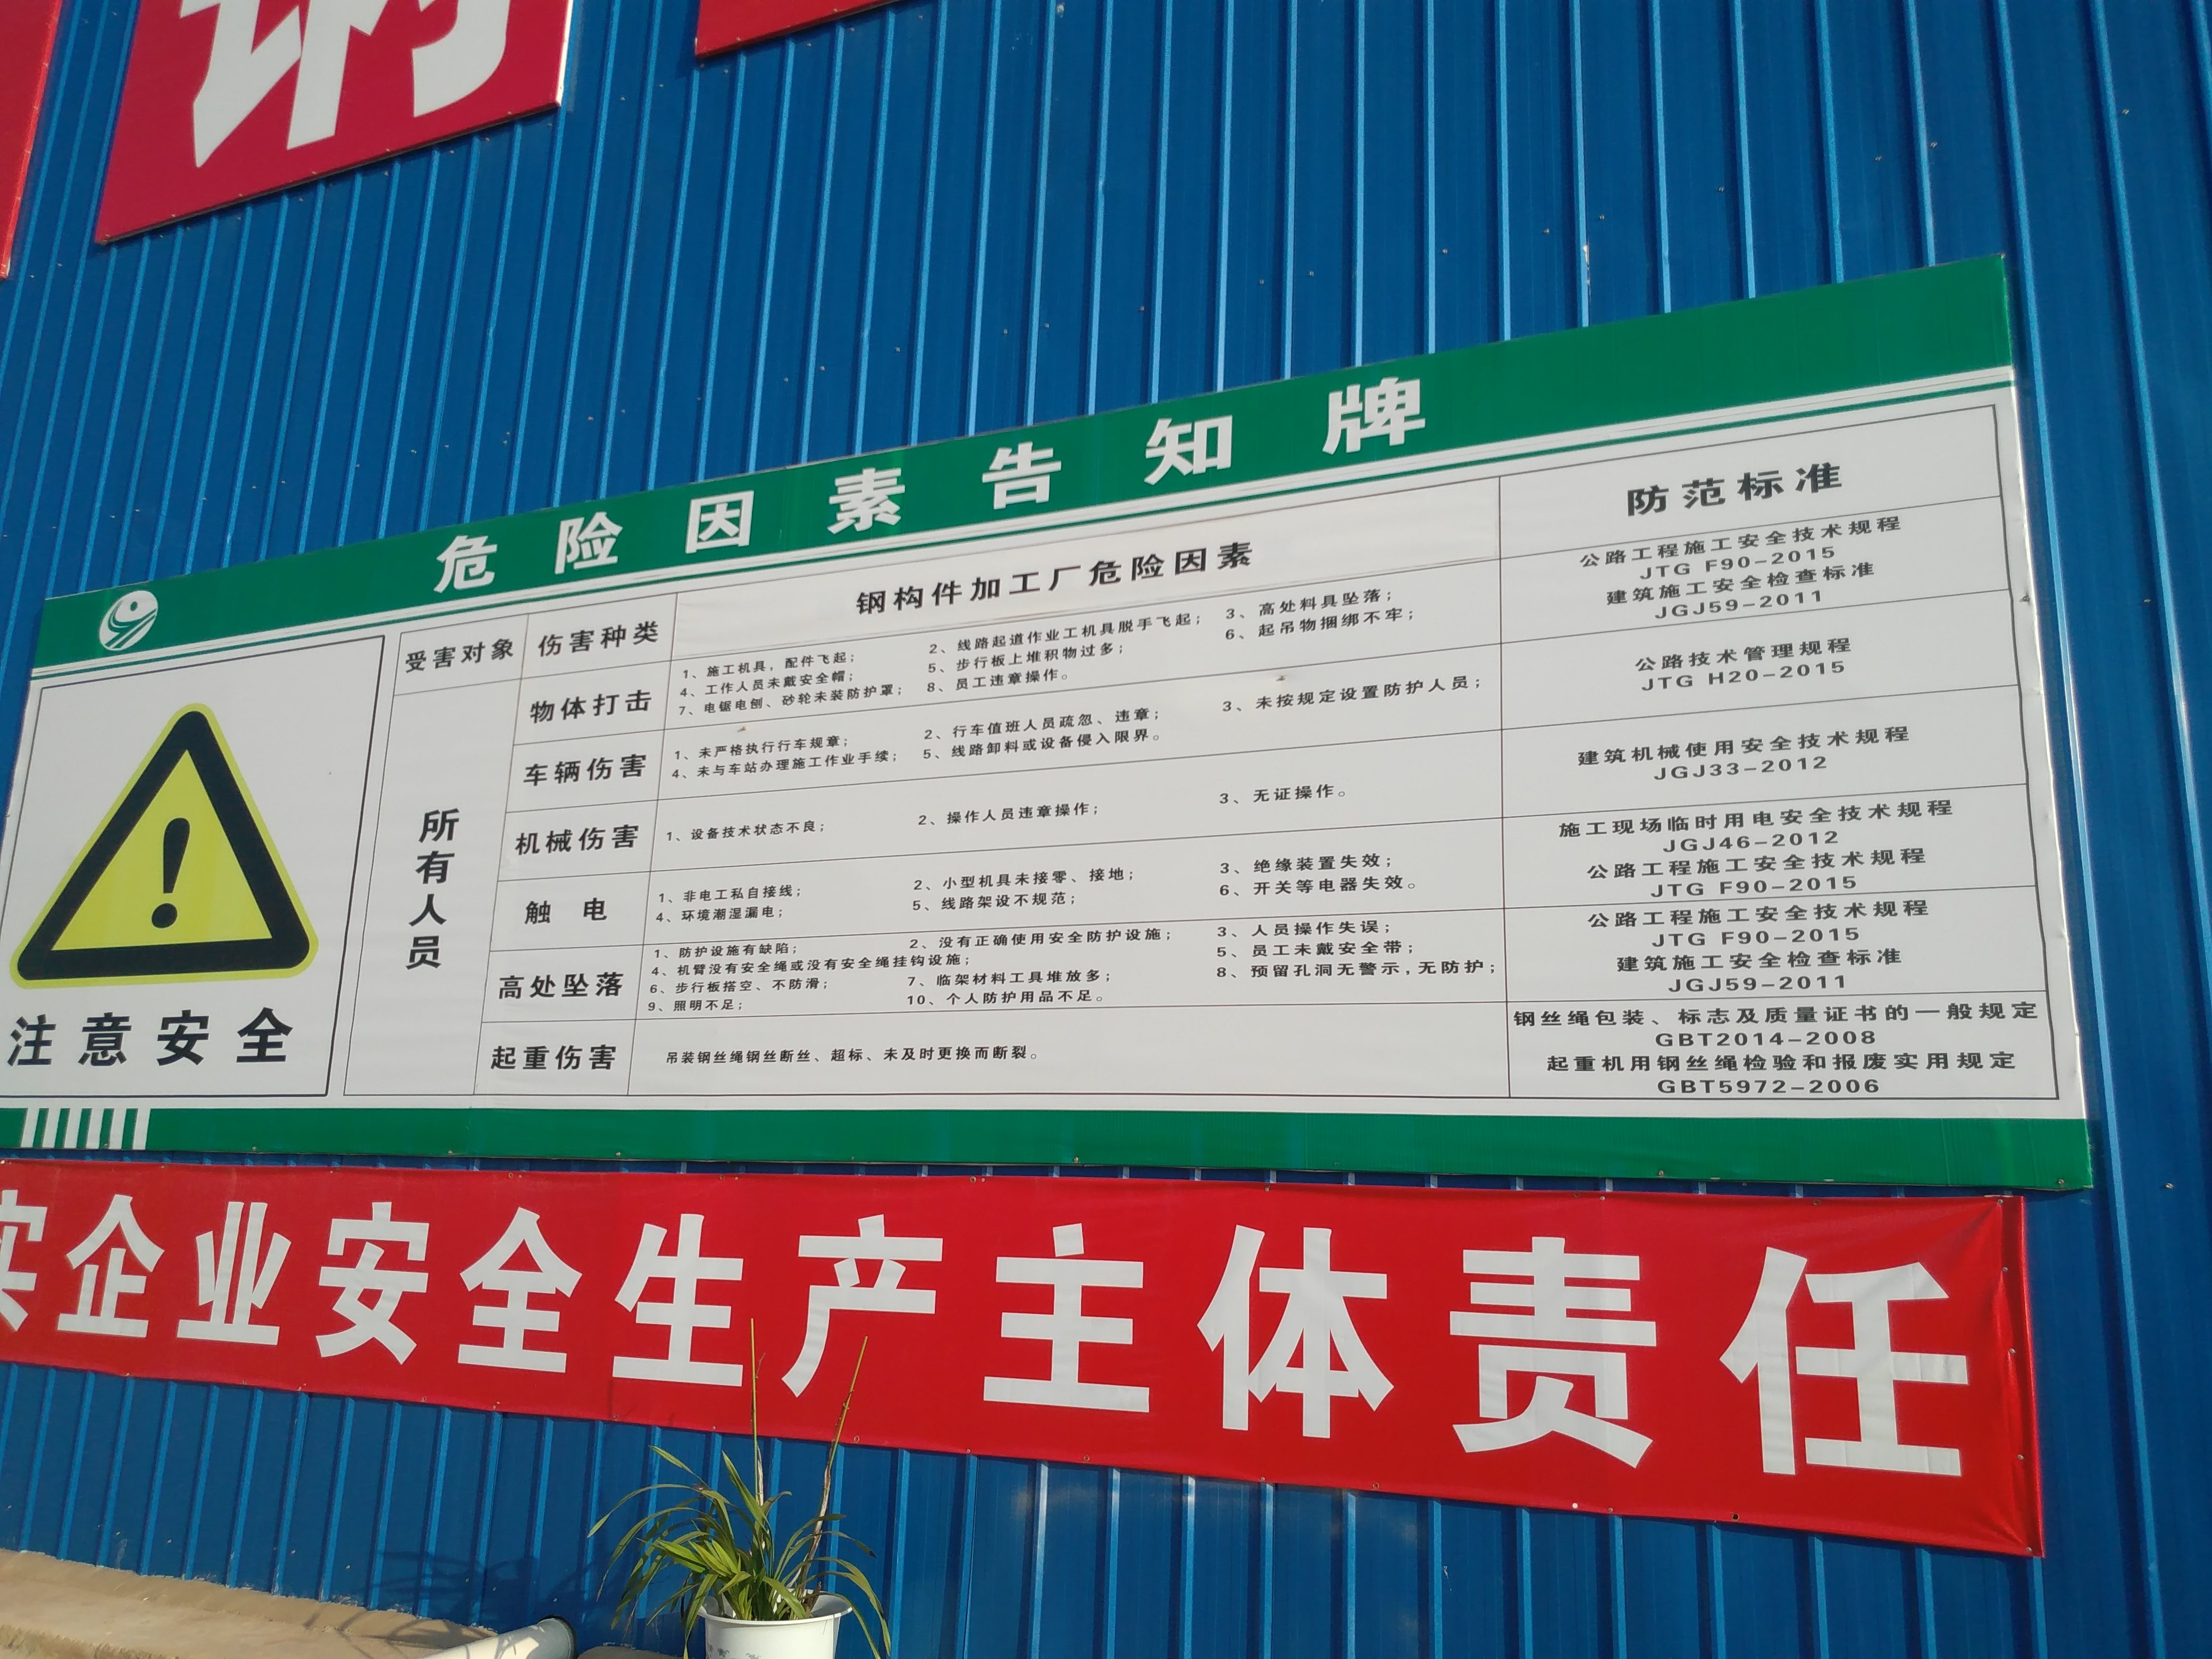 钢
危险因素告知牌
注意安全
受害对象 伤害种类 钢构件加工厂危险因素 防范标准
所有人员
物体打击
1、施工机具，配件飞起； 2、线路起道作业工机具脱手飞起； 3、高处料具坠落；
4、工作人员未戴安全帽； 5、步行板上堆积物过多； 6、起吊物捆绑不牢；
7、电锯电刨、砂轮未装防护罩； 8、员工违章操作。
公路工程施工安全技术规程
JTG F90-2015
建筑施工安全检查标准
JGJ59-2011
车辆伤害
1、未严格执行行车规章； 2、行车值班人员疏忽、违章； 3、未按规定设置防护人员；
4、未与车站办理施工作业手续； 5、线路卸料或设备侵入限界。
公路技术管理规程
JTG H20-2015
机械伤害
1、设备技术状态不良； 2、操作人员违章操作； 3、无证操作。
建筑机械使用安全技术规程
JGJ33-2012
触 电
1、非电工私自接线； 2、小型机具未接零、接地； 3、绝缘装置失效；
4、环境潮湿漏电； 5、线路架设不规范； 6、开关等电器失效。
施工现场临时用电安全技术规程
JGJ46-2012
公路工程施工安全技术规程
JTG F90-2015
高处坠落
1、防护设施有缺陷； 2、没有正确使用安全防护设施； 3、人员操作失误；
4、机臂没有安全绳或没有安全绳挂钩设施； 5、员工未戴安全带；
6、步行板搭空、不防滑； 7、临架材料工具堆放多； 8、预留孔洞无警示，无防护；
9、照明不足； 10、个人防护用品不足。
公路工程施工安全技术规程
JTG F90-2015
建筑施工安全检查标准
JGJ59-2011
起重伤害
吊装钢丝绳钢丝断丝、超标、未及时更换而断裂。
钢丝绳包装、标志及质量证书的一般规定
GBT2014-2008
起重机用钢丝绳检验和报废实用规定
GBT5972-2006
实企业安全生产主体责任